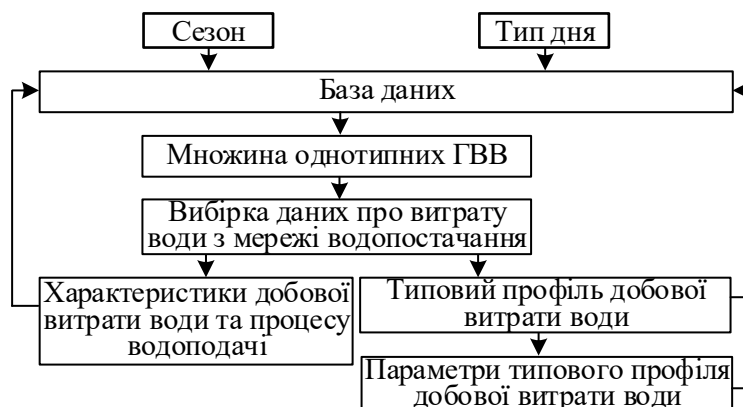 Сезон
Тип дня
База даних
Множина однотипних ГВВ
Вибірка даних про витрату
води з мережі водопостачання
Характеристики добової
витрати води та процесу
водоподачі
Типовий профіль добової
витрати води
Параметри типового профіля
добової витрати води